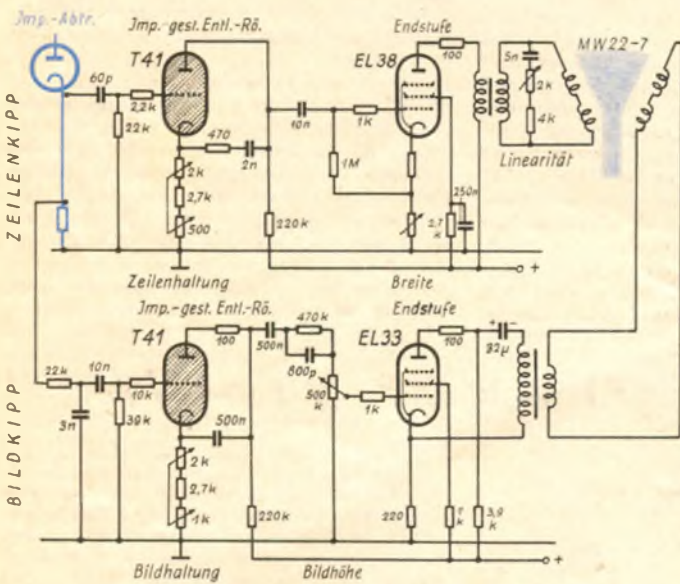 Jmp.-Abtr.
Jmp.-gest. Entl.-Rö.
Endstufe
MW22-7
T41
EL38
60p
2,2k
22k
470
2n
2k
2,7k
500
220k
10n
1k
1M
100
5n
2k
4k
Linearität
250n
2,7
k
+
ZEILENKIPP
Zeilenhaltung
Breite
Jmp.-gest. Entl.-Rö.
Endstufe
T41
EL33
100
500n
470k
800p
500
k
1k
100
+ -
32µ
22k
10n
10k
3n
39k
500n
2k
2,7k
1k
220k
220
k
3,9
k
+
BILDKIPP
Bildhaltung
Bildhöhe